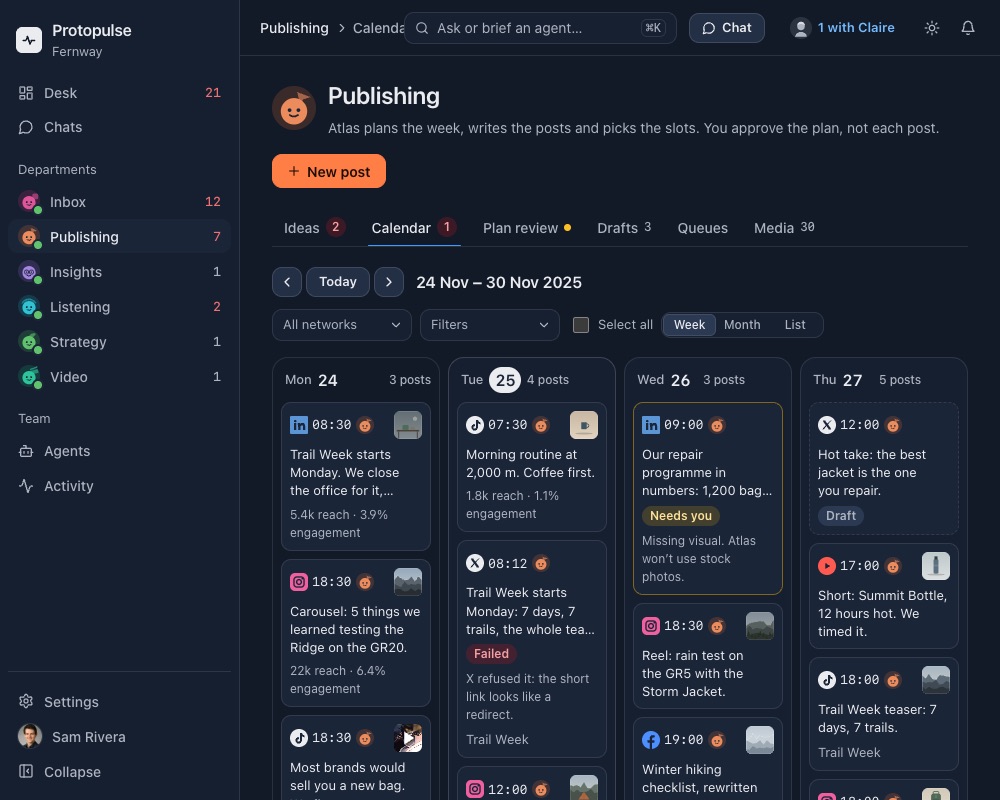 Protopulse
Fernway
Desk 21
Chats
Departments
Inbox 12
Publishing 7
Insights 1
Listening 2
Strategy 1
Video 1
Team
Agents
Activity
Settings
Sam Rivera
Collapse
Publishing > Calenda
Ask or brief an agent… ⌘K
Chat
1 with Claire
Publishing
Atlas plans the week, writes the posts and picks the slots. You approve the plan, not each post.
+ New post
Ideas 2 Calendar 1 Plan review Drafts 3 Queues Media 30
Today
24 Nov – 30 Nov 2025
All networks
Filters
Select all
Week Month List
Mon 24 3 posts
08:30
Trail Week starts
Monday. We close
the office for it,…
5.4k reach · 3.9%
engagement
18:30
Carousel: 5 things we
learned testing the
Ridge on the GR20.
22k reach · 6.4%
engagement
18:30
Most brands would
sell you a new bag.
Tue 25 4 posts
07:30
Morning routine at
2,000 m. Coffee first.
1.8k reach · 1.1%
engagement
08:12
Trail Week starts
Monday: 7 days, 7
trails, the whole tea…
Failed
X refused it: the short
link looks like a
redirect.
Trail Week
12:00
Wed 26 3 posts
09:00
Our repair
programme in
numbers: 1,200 bag…
Needs you
Missing visual. Atlas
won't use stock
photos.
18:30
Reel: rain test on
the GR5 with the
Storm Jacket.
19:00
Winter hiking
checklist, rewritten
Thu 27 5 posts
12:00
Hot take: the best
jacket is the one
you repair.
Draft
17:00
Short: Summit Bottle,
12 hours hot. We
timed it.
18:00
Trail Week teaser: 7
days, 7 trails.
Trail Week